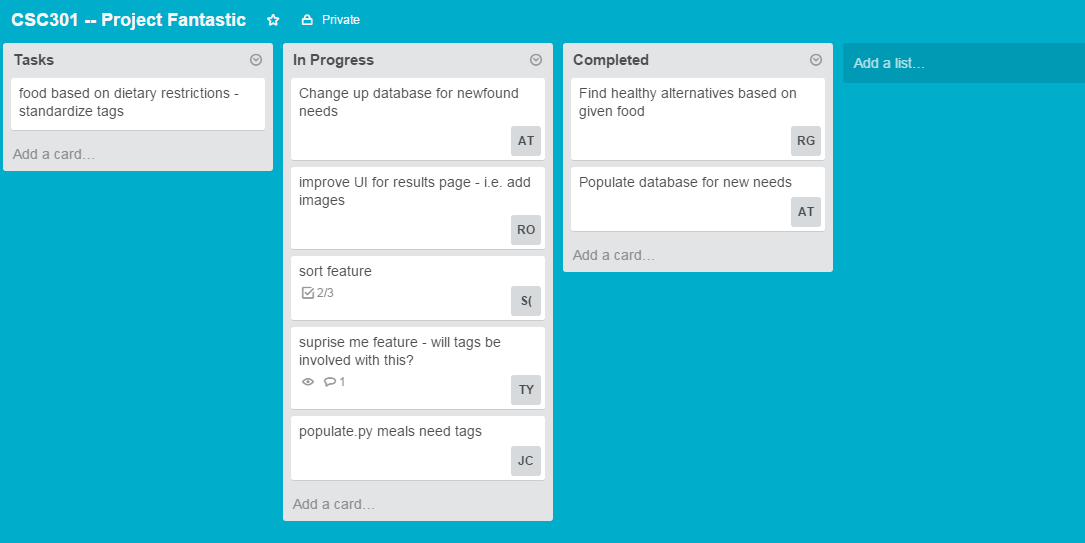 CSC301 -- Project Fantastic
Private
Tasks
food based on dietary restrictions -
standardize tags
Add a card…
In Progress
Change up database for newfound
needs
AT
improve UI for results page - i.e. add
images
RO
sort feature
2/3
S(
suprise me feature - will tags be
involved with this?
1
TY
populate.py meals need tags
JC
Add a card…
Completed
Find healthy alternatives based on
given food
RG
Populate database for new needs
AT
Add a card…
Add a list…